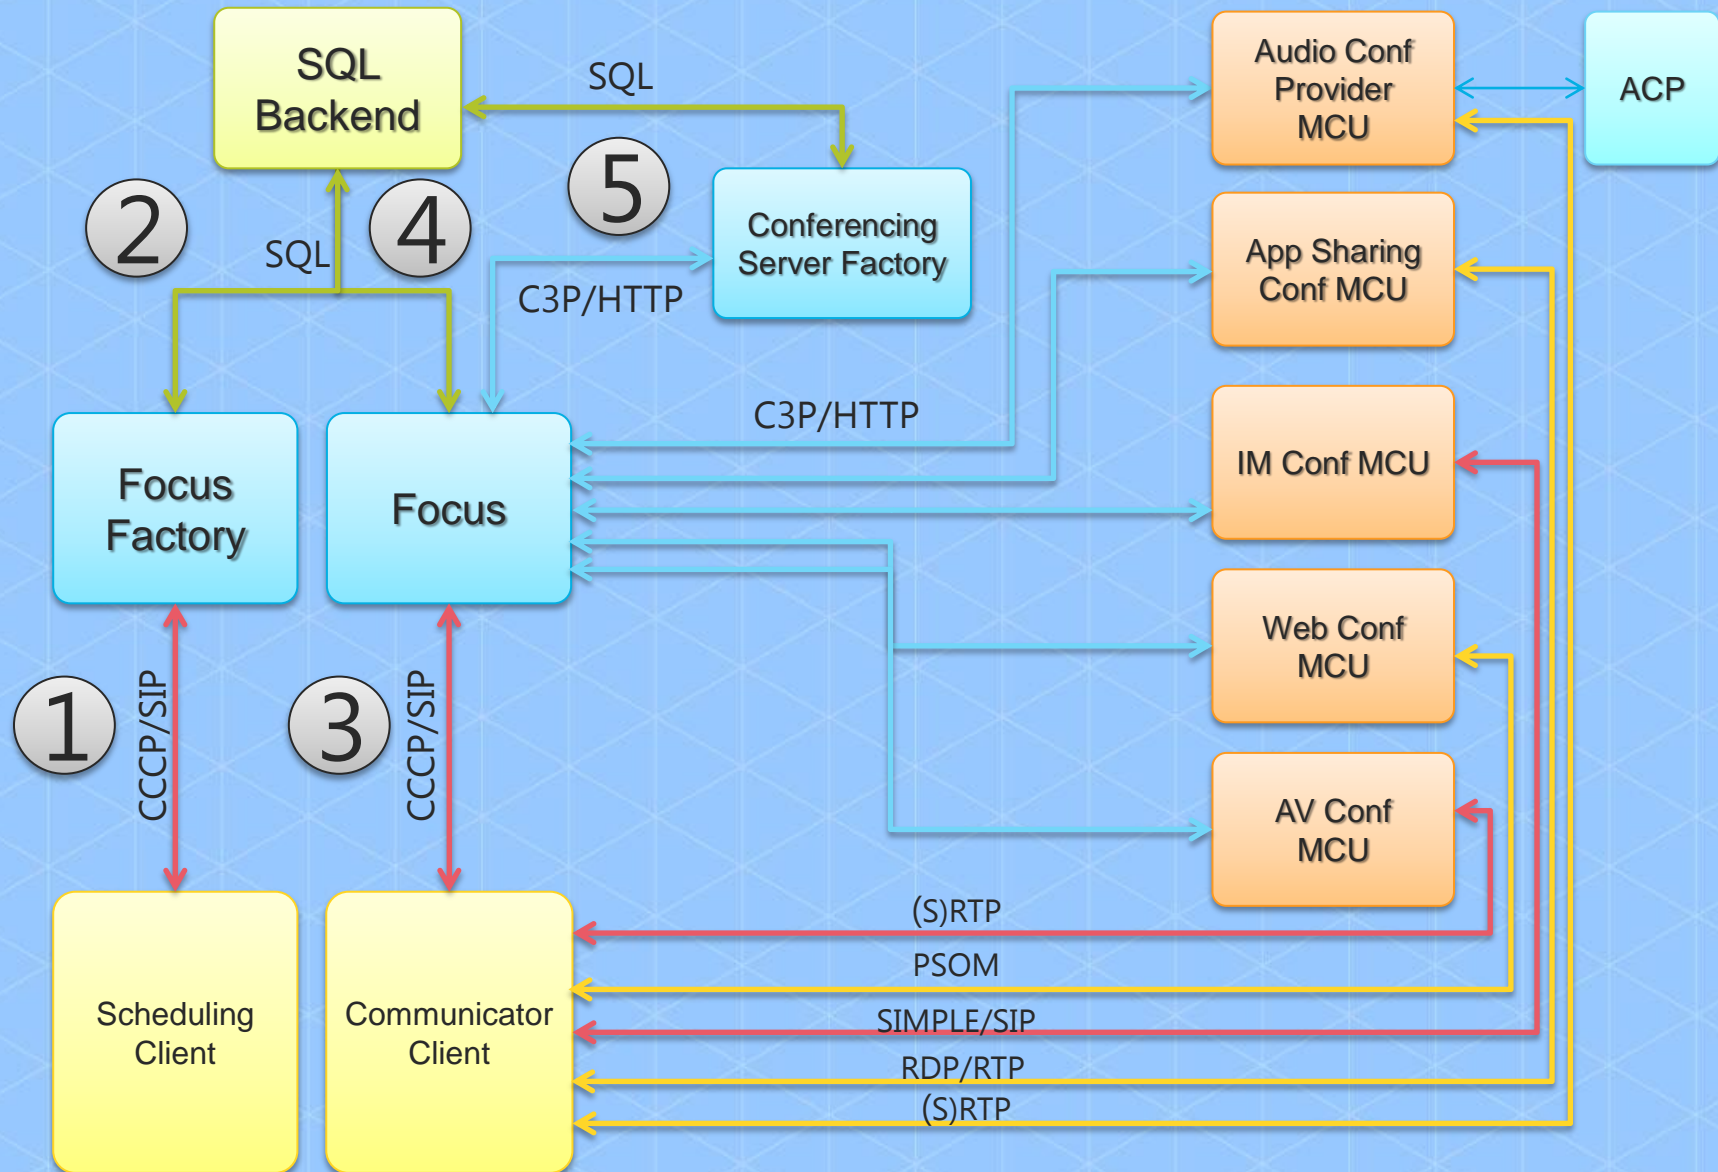 SQL
Backend
SQL
Audio Conf
Provider
MCU
ACP
2
4
5
SQL
Conferencing
Server Factory
C3P/HTTP
App Sharing
Conf MCU
C3P/HTTP
Focus
Factory
Focus
IM Conf MCU
Web Conf
MCU
1
CCCP/SIP
3
CCCP/SIP
AV Conf
MCU
Scheduling
Client
Communicator
Client
(S)RTP
PSOM
SIMPLE/SIP
RDP/RTP
(S)RTP